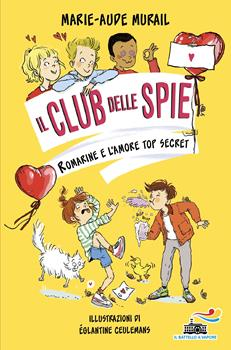 MARIE-AUDE MURAIL
IL CLUB DELLE SPIE
ROMARINE E L'AMORE TOP SECRET
ILLUSTRAZIONI DI
ÉGLANTINE CEULEMANS
IL BATTELLO A VAPORE